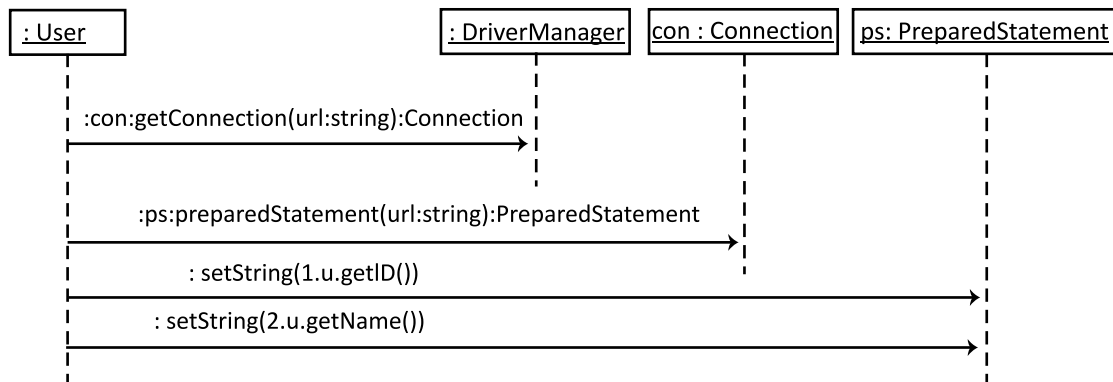 : User
: DriverManager
con : Connection
ps: PreparedStatement
:con:getConnection(url:string):Connection
:ps:preparedStatement(url:string):PreparedStatement
: setString(1.u.getID())
: setString(2.u.getName())